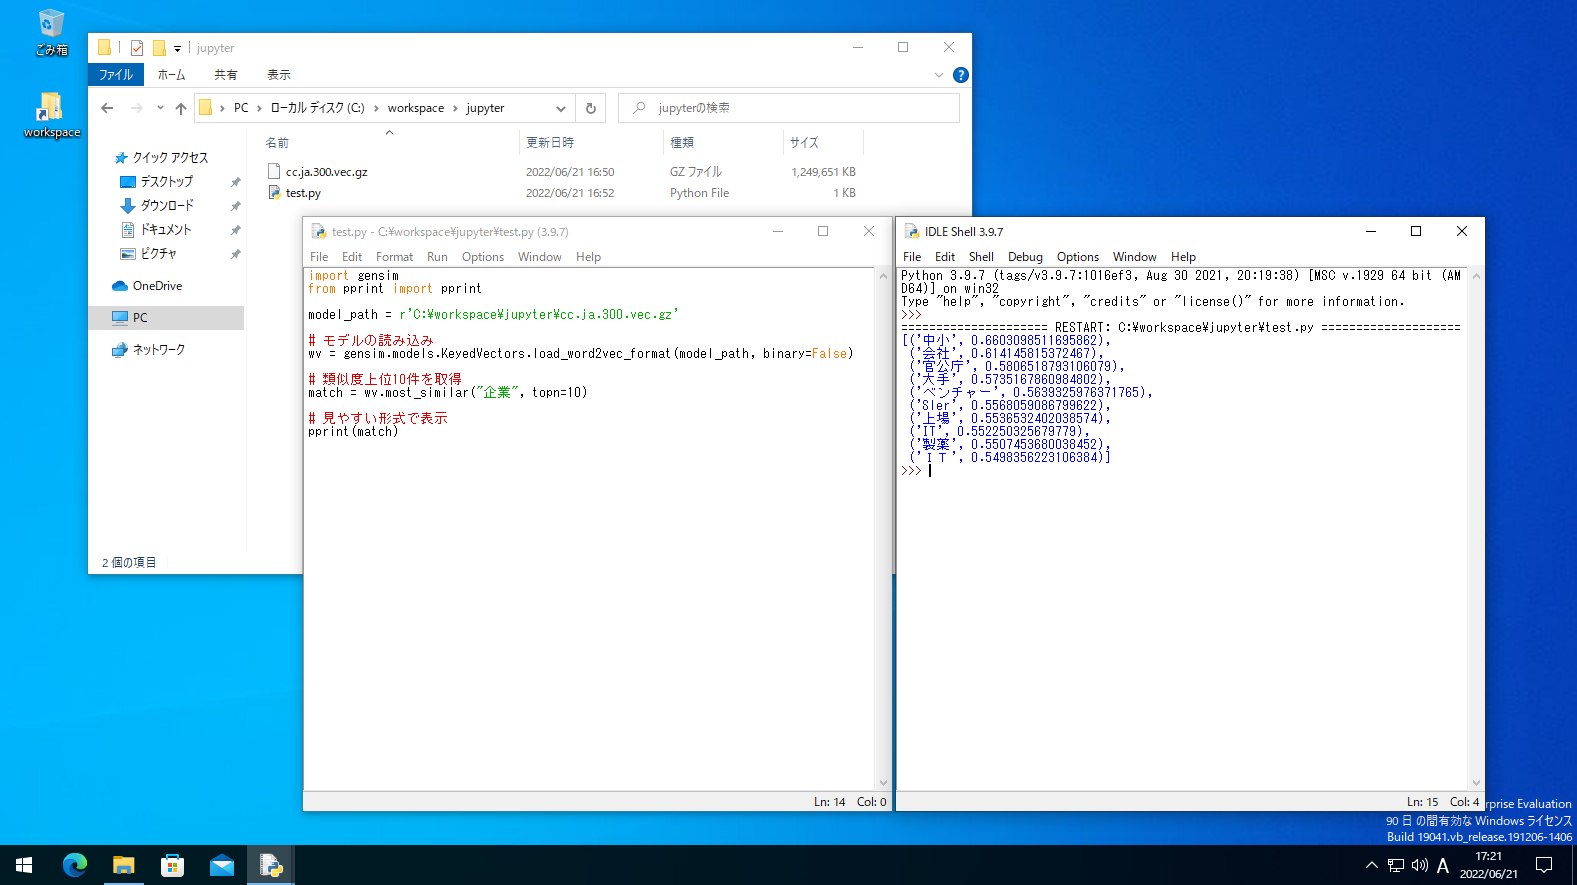 ごみ箱
workspace
jupyter
ファイル ホーム 共有 表示
PC › ローカル ディスク (C:) › workspace › jupyter
jupyterの検索
名前 更新日時 種類 サイズ
cc.ja.300.vec.gz 2022/06/21 16:50 GZ ファイル 1,249,651 KB
test.py 2022/06/21 16:52 Python File 1 KB
クイック アクセス
デスクトップ
ダウンロード
ドキュメント
ピクチャ
OneDrive
PC
ネットワーク
2 個の項目
test.py - C:¥workspace¥jupyter¥test.py (3.9.7)
File Edit Format Run Options Window Help
import gensim
from pprint import pprint
model_path = r'C:¥workspace¥jupyter¥cc.ja.300.vec.gz'
# モデルの読み込み
wv = gensim.models.KeyedVectors.load_word2vec_format(model_path, binary=False)
# 類似度上位10件を取得
match = wv.most_similar("企業", topn=10)
# 見やすい形式で表示
pprint(match)
Ln: 14 Col: 0
IDLE Shell 3.9.7
File Edit Shell Debug Options Window Help
Python 3.9.7 (tags/v3.9.7:1016ef3, Aug 30 2021, 20:19:38) [MSC v.1929 64 bit (AM
D64)] on win32
Type "help", "copyright", "credits" or "license()" for more information.
>>>
===================== RESTART: C:¥workspace¥jupyter¥test.py ====================
[('中小', 0.6603098511695862),
('会社', 0.614145815372467),
('官公庁', 0.5806518793106079),
('大手', 0.5735167860984802),
('ベンチャー', 0.5639325976371765),
('SIer', 0.5568059086799622),
('上場', 0.5536532402038574),
('IT', 0.552250325679779),
('製薬', 0.5507453680038452),
('ＩＴ', 0.5498356223106384)]
>>>
Ln: 15 Col: 4
rprise Evaluation
90 日 の間有効な Windows ライセンス
Build 19041.vb_release.191206-1406
A
17:21
2022/06/21